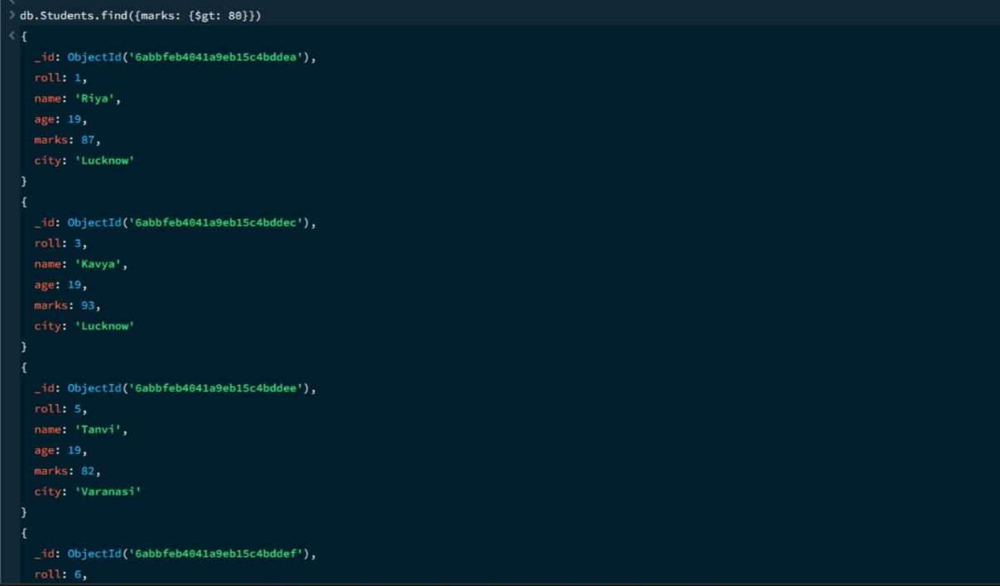 db.Students.find({marks: {$gt: 80}})
{
_id: ObjectId('6abbfeb4041a9eb15c4bddea'),
roll: 1,
name: 'Riya',
age: 19,
marks: 87,
city: 'Lucknow'
}
{
_id: ObjectId('6abbfeb4041a9eb15c4bddec'),
roll: 3,
name: 'Kavya',
age: 19,
marks: 93,
city: 'Lucknow'
}
{
_id: ObjectId('6abbfeb4041a9eb15c4bddee'),
roll: 5,
name: 'Tanvi',
age: 19,
marks: 82,
city: 'Varanasi'
}
{
_id: ObjectId('6abbfeb4041a9eb15c4bddef'),
roll: 6,